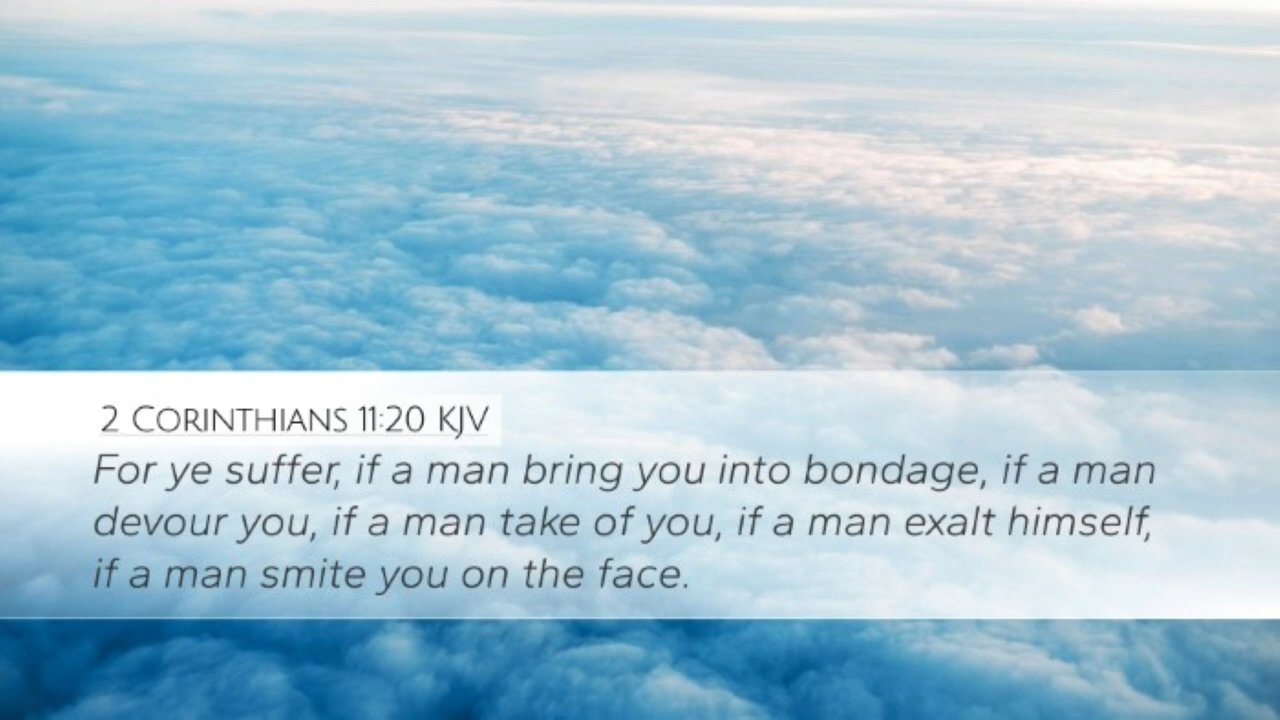 2 Corinthians 11:20 KJV
For ye suffer, if a man bring you into bondage, if a man
devour you, if a man take of you, if a man exalt himself,
if a man smite you on the face.